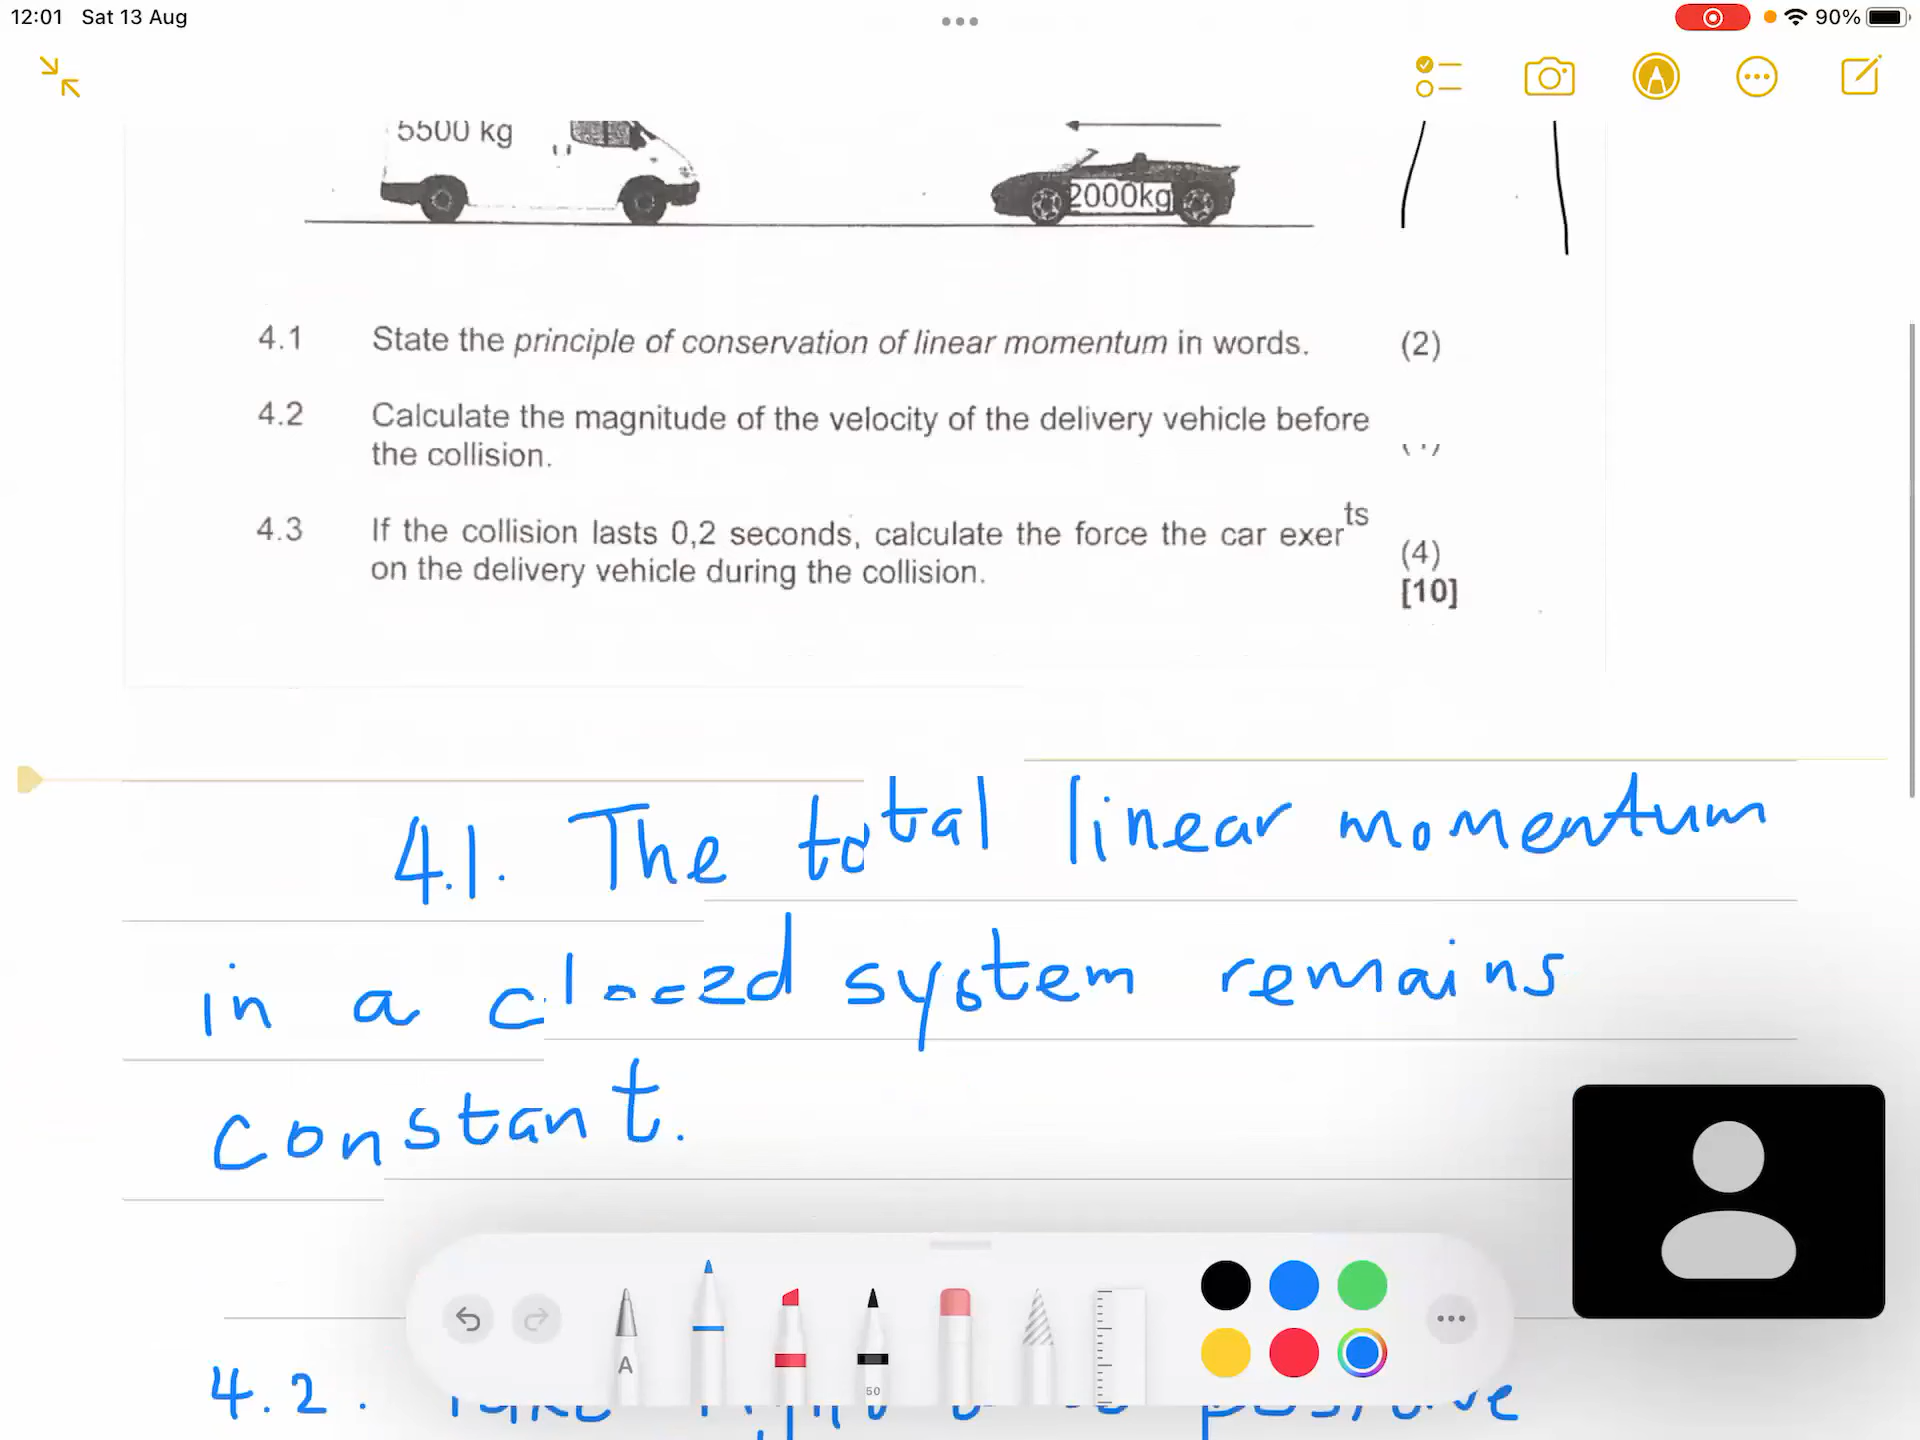 12:01 Sat 13 Aug
90%
5500 kg
2000kg
4.1 State the principle of conservation of linear momentum in words. (2)
4.2 Calculate the magnitude of the velocity of the delivery vehicle before
the collision.
4.3 If the collision lasts 0,2 seconds, calculate the force the car exerts
on the delivery vehicle during the collision. (4)
[10]
4.1. The total linear momentum
in a closed system remains
constant.
A
50
4.2.